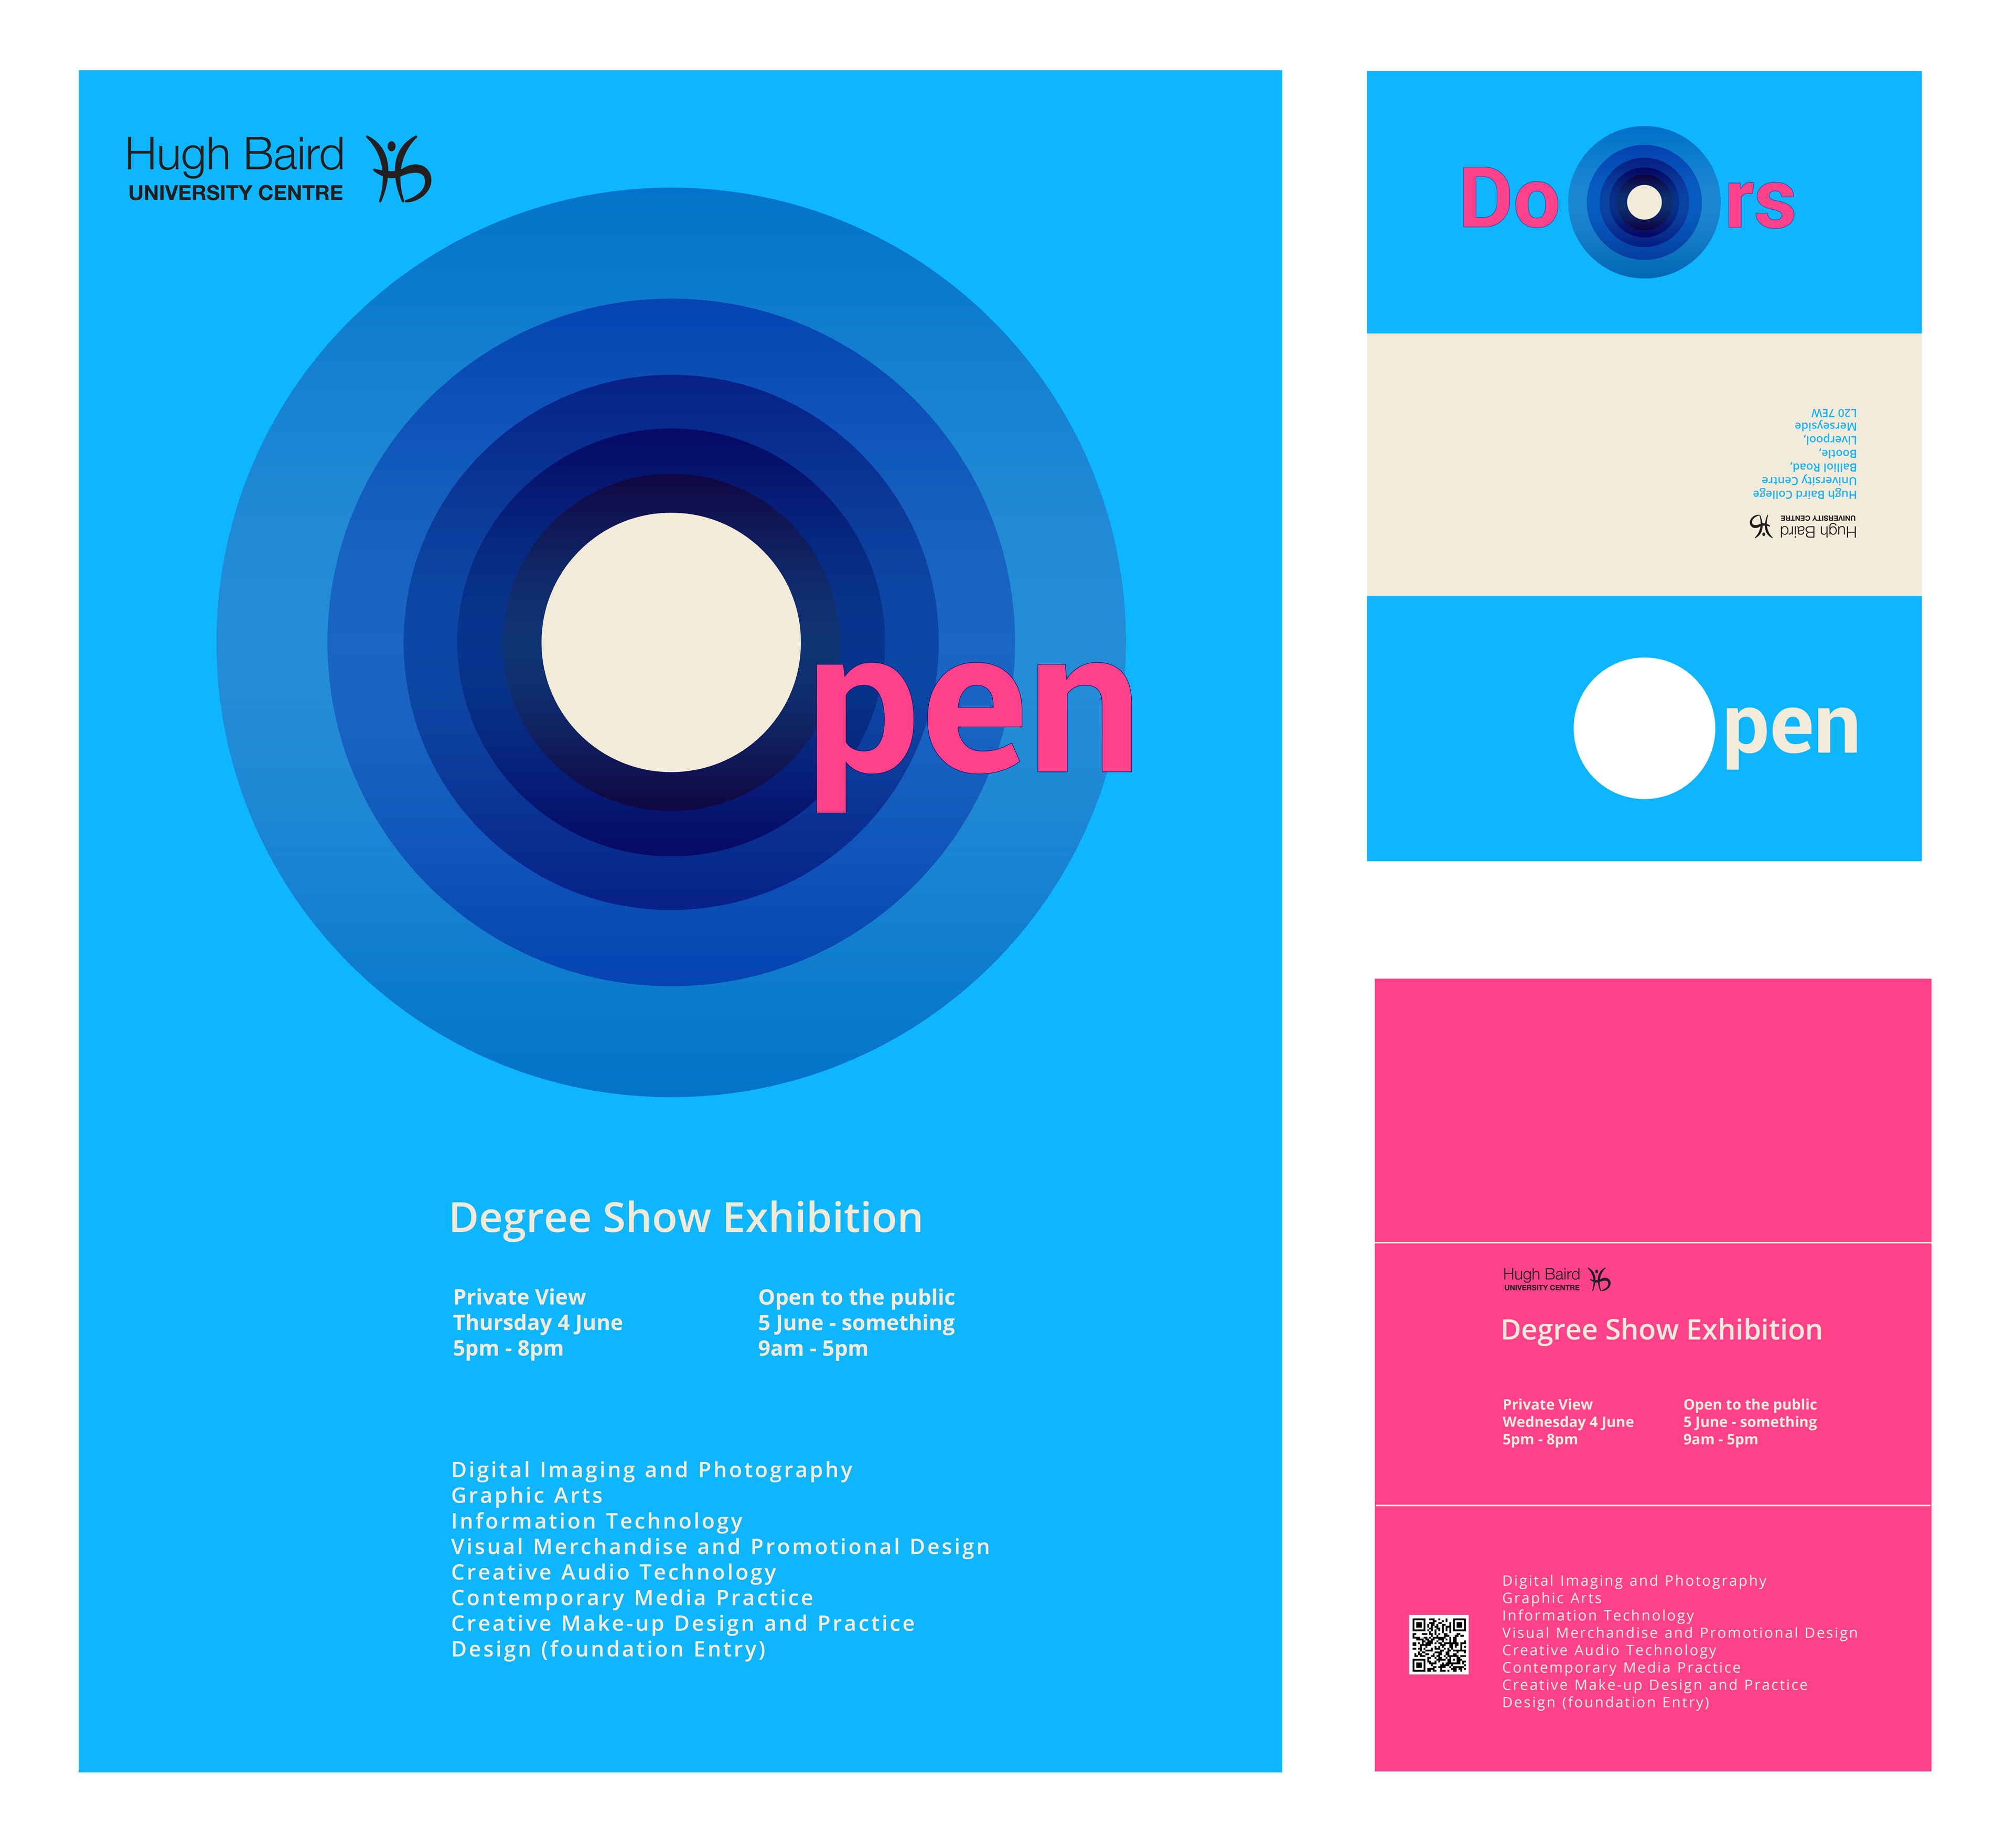 Hugh Baird
UNIVERSITY CENTRE
pen
Degree Show Exhibition
Private View
Thursday 4 June
5pm - 8pm
Open to the public
5 June - something
9am - 5pm
Digital Imaging and Photography
Graphic Arts
Information Technology
Visual Merchandise and Promotional Design
Creative Audio Technology
Contemporary Media Practice
Creative Make-up Design and Practice
Design (foundation Entry)
Do rs
Hugh Baird
UNIVERSITY CENTRE
Hugh Baird College
University Centre
Balliol Road,
Bootle,
Liverpool,
Merseyside
L20 7EW
pen
Hugh Baird
UNIVERSITY CENTRE
Degree Show Exhibition
Private View
Wednesday 4 June
5pm - 8pm
Open to the public
5 June - something
9am - 5pm
Digital Imaging and Photography
Graphic Arts
Information Technology
Visual Merchandise and Promotional Design
Creative Audio Technology
Contemporary Media Practice
Creative Make-up Design and Practice
Design (foundation Entry)